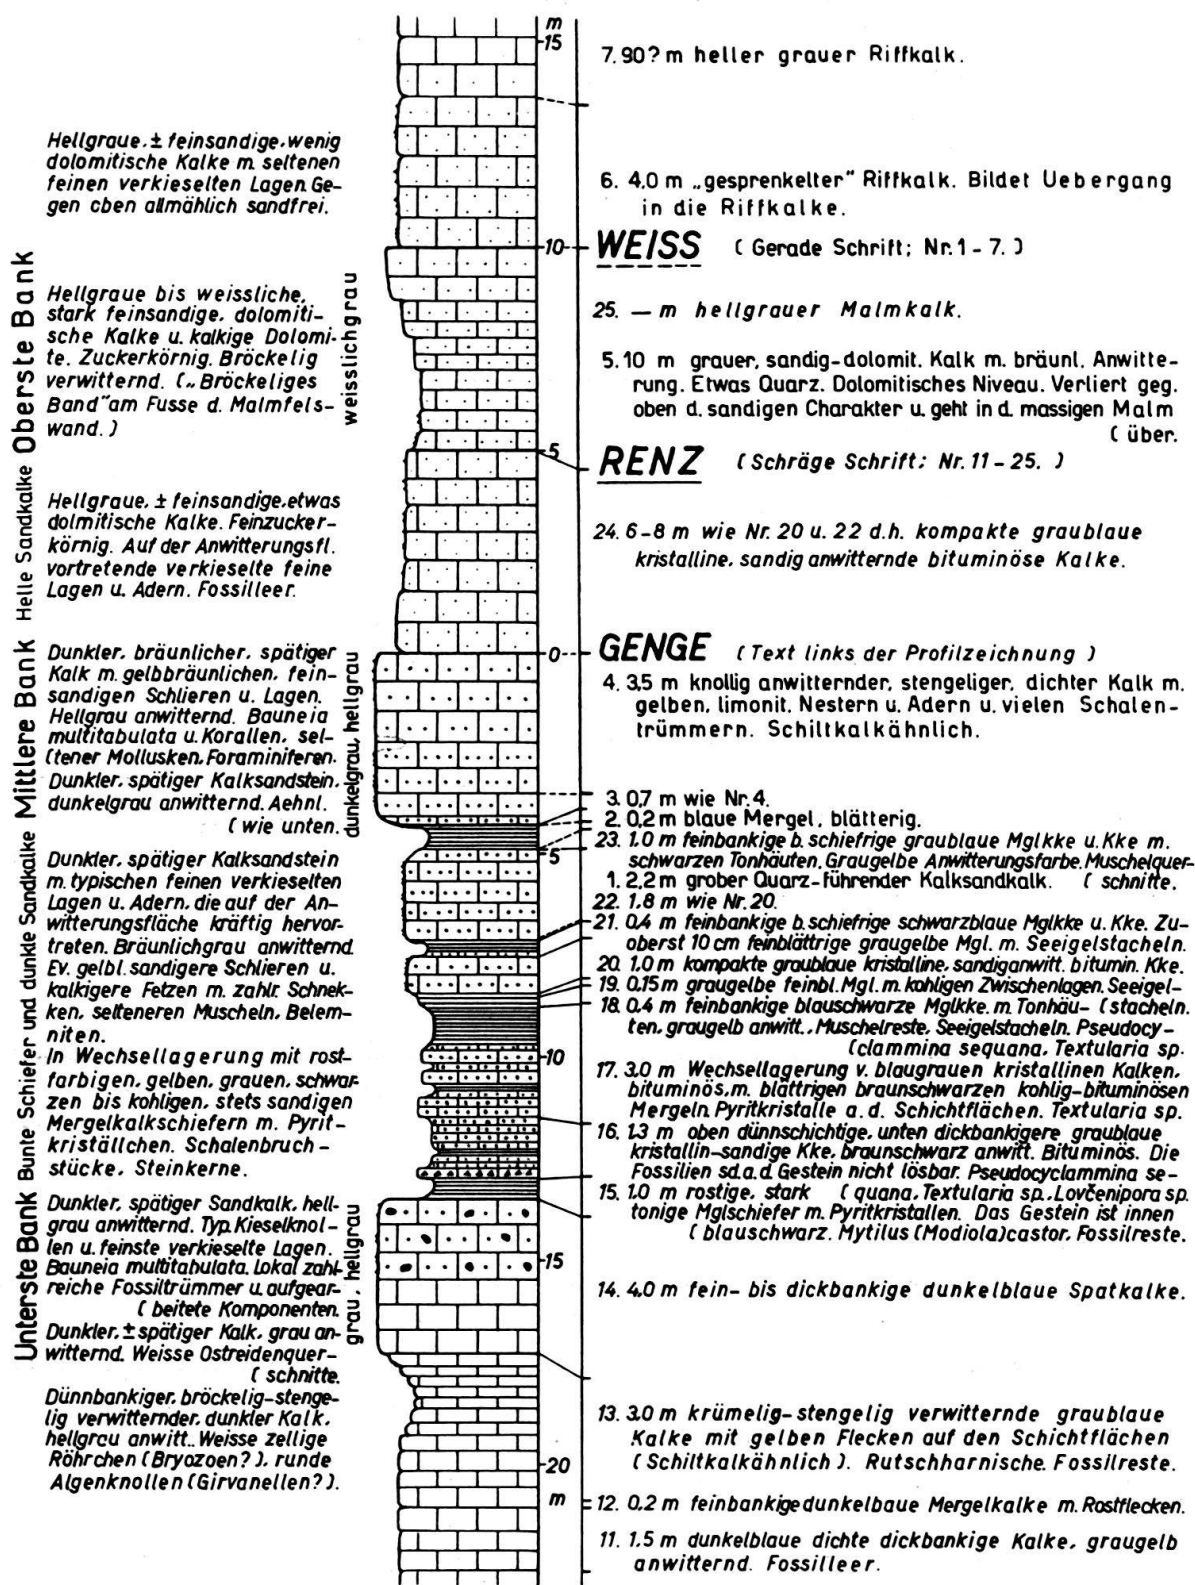 Oberste Bank
Helle Sandkalke
Mittlere Bank
Bunte Schiefer und dunkle Sandkalke
Unterste Bank
Hellgraue, ± feinsandige, wenig
dolomitische Kalke m. seltenen
feinen verkieselten Lagen. Ge-
gen oben allmählich sandfrei.
Hellgraue bis weissliche,
stark feinsandige, dolomiti-
sche Kalke u. kalkige Dolomi-
te. Zuckerkörnig. Bröckelig
verwitternd. („Bröckeliges
Band" am Fusse d. Malmfels-
wand.)
weisslichgrau
Hellgraue, ± feinsandige, etwas
dolmitische Kalke. Feinzucker-
körnig. Auf der Anwitterungsfl.
vortretende verkieselte feine
Lagen u. Adern. Fossilleer.
Dunkler, bräunlicher, spätiger
Kalk m. gelbbräunlichen, fein-
sandigen Schlieren u. Lagen.
Hellgrau anwitternd. Bauneia
multitabulata u. Korallen, sel-
(tener Mollusken, Foraminiferen.
Dunkler, spätiger Kalksandstein,
dunkelgrau anwitternd. Aehnl.
( wie unten.
dunkelgrau, hellgrau
Dunkler, spätiger Kalksandstein
m. typischen feinen verkieselten
Lagen u. Adern, die auf der An-
witterungsfläche kräftig hervor-
treten. Bräunlichgrau anwitternd.
Ev. gelbl. sandigere Schlieren u.
kalkigere Fetzen m. zahlr. Schnek-
ken, selteneren Muscheln, Belem-
niten.
In Wechsellagerung mit rost-
farbigen, gelben, grauen, schwar-
zen bis kohligen, stets sandigen
Mergelkalkschiefern m. Pyrit-
kriställchen. Schalenbruch-
stücke, Steinkerne.
Dunkler, spätiger Sandkalk, hell-
grau anwitternd. Typ. Kieselknol-
len u. feinste verkieselte Lagen.
Bauneia multitabulata. Lokal zahl-
reiche Fossiltrümmer u. aufgear-
( beitete Komponenten.
Dunkler, ± spätiger Kalk, grau an-
witternd. Weisse Ostreidenquer-
( schnitte.
grau, hellgrau
Dünnbankiger, bröckelig-stenge-
lig verwitternder, dunkler Kalk,
hellgrau anwitt.. Weisse zellige
Röhrchen (Bryozoen?), runde
Algenknollen (Girvanellen?).
m
15
10
5
0
5
10
15
20
m
7. 90? m heller grauer Riffkalk.
6. 4,0 m „gesprenkelter" Riffkalk. Bildet Uebergang
in die Riffkalke.
WEISS ( Gerade Schrift; Nr. 1 - 7. )
25. — m hellgrauer Malmkalk.
5. 10 m grauer, sandig-dolomit. Kalk m. bräunl. Anwitte-
rung. Etwas Quarz. Dolomitisches Niveau. Verliert geg.
oben d. sandigen Charakter u. geht in d. massigen Malm
( über.
RENZ ( Schräge Schrift; Nr. 11 - 25. )
24. 6-8 m wie Nr. 20 u. 22 d.h. kompakte graublaue
kristalline, sandig anwitternde bituminöse Kalke.
GENGE ( Text links der Profilzeichnung )
4. 3,5 m knollig anwitternder, stengeliger, dichter Kalk m.
gelben, limonit. Nestern u. Adern u. vielen Schalen-
trümmern. Schiltkalkähnlich.
3. 0,7 m wie Nr. 4.
2. 0,2 m blaue Mergel, blätterig.
23. 1,0 m feinbankige b. schiefrige graublaue Mglkke u. Kke m.
schwarzen Tonhäuten. Graugelbe Anwitterungsfarbe. Muschelquer-
1. 2,2 m grober Quarz-führender Kalksandkalk. ( schnitte.
22. 1,8 m wie Nr. 20.
21. 0,4 m feinbankige b. schiefrige schwarzblaue Mglkke u. Kke. Zu-
oberst 10 cm feinblättrige graugelbe Mgl. m. Seeigelstacheln.
20. 1,0 m kompakte graublaue kristalline, sandiganwitt. bitumin. Kke.
19. 0,15 m graugelbe feinbl. Mgl. m. kohligen Zwischenlagen. Seeigel-
18. 0,4 m feinbankige blauschwarze Mglkke. m. Tonhäu- ( stacheln.
ten, graugelb anwitt., Muschelreste, Seeigelstacheln. Pseudocy-
(clammina sequana, Textularia sp.
17. 3,0 m Wechsellagerung v. blaugrauen kristallinen Kalken,
bituminös, m. blättrigen braunschwarzen kohlig-bituminösen
Mergeln. Pyritkristalle a. d. Schichtflächen. Textularia sp.
16. 1,3 m oben dünnschichtige, unten dickbankigere graublaue
kristallin-sandige Kke, braunschwarz anwitt. Bituminös. Die
Fossilien sd. a. d. Gestein nicht lösbar. Pseudocyclammina se-
15. 1,0 m rostige, stark ( quana, Textularia sp., Lovčenipora sp.
tonige Mglschiefer m. Pyritkristallen. Das Gestein ist innen
( blauschwarz. Mytilus (Modiola) castor, Fossilreste.
14. 4,0 m fein- bis dickbankige dunkelblaue Spatkalke.
13. 3,0 m krümelig-stengelig verwitternde graublaue
Kalke mit gelben Flecken auf den Schichtflächen
( Schiltkalkähnlich ). Rutschharnische. Fossilreste.
12. 0,2 m feinbankige dunkelbaue Mergelkalke m. Rostflecken.
11. 1,5 m dunkelblaue dichte dickbankige Kalke, graugelb
anwitternd. Fossilleer.